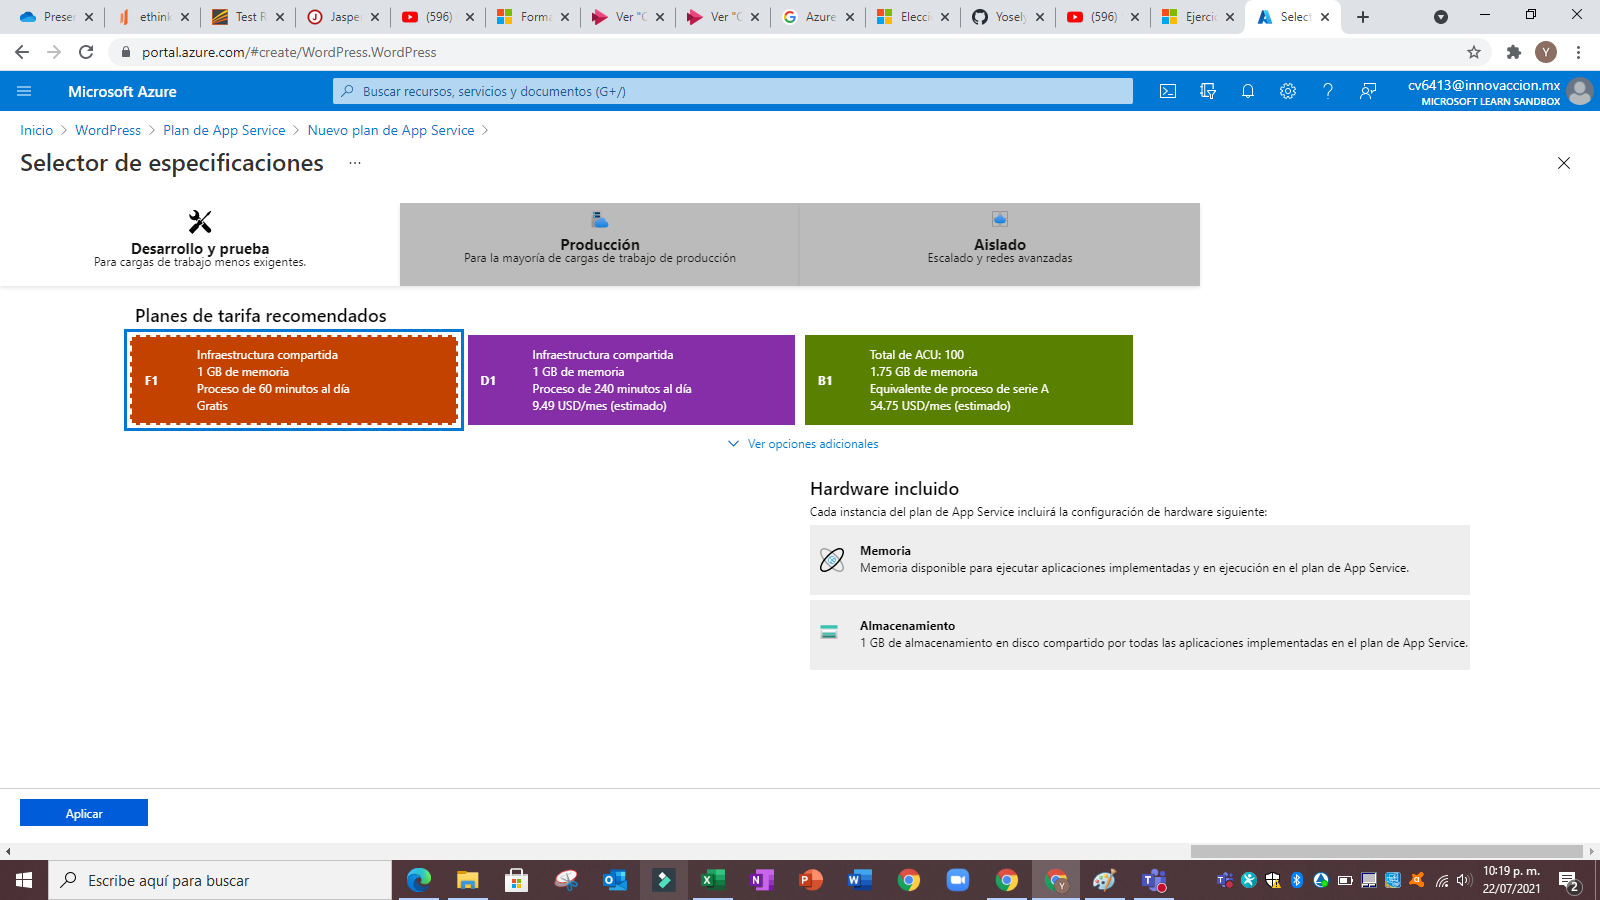 Preser
ethink
Test R
Jaspe
(596)
Forma
Ver "C
Ver "C
Azure
Elecci
Yosely
(596)
Ejercic
Select
portal.azure.com/#create/WordPress.WordPress
Y
Microsoft Azure
Buscar recursos, servicios y documentos (G+/)
cv6413@innovaccion.mx
MICROSOFT LEARN SANDBOX
Inicio > WordPress > Plan de App Service > Nuevo plan de App Service >
Selector de especificaciones ...
Desarrollo y prueba
Para cargas de trabajo menos exigentes.
Producción
Para la mayoría de cargas de trabajo de producción
Aislado
Escalado y redes avanzadas
Planes de tarifa recomendados
F1
Infraestructura compartida
1 GB de memoria
Proceso de 60 minutos al día
Gratis
D1
Infraestructura compartida
1 GB de memoria
Proceso de 240 minutos al día
9.49 USD/mes (estimado)
B1
Total de ACU: 100
1.75 GB de memoria
Equivalente de proceso de serie A
54.75 USD/mes (estimado)
Ver opciones adicionales
Hardware incluido
Cada instancia del plan de App Service incluirá la configuración de hardware siguiente:
Memoria
Memoria disponible para ejecutar aplicaciones implementadas y en ejecución en el plan de App Service.
Almacenamiento
1 GB de almacenamiento en disco compartido por todas las aplicaciones implementadas en el plan de App Service.
Aplicar
Escribe aquí para buscar
10:19 p. m.
22/07/2021
2